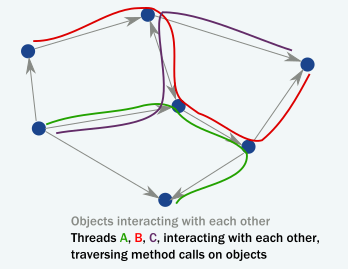 Objects interacting with each other
Threads A, B, C, interacting with each other,
traversing method calls on objects